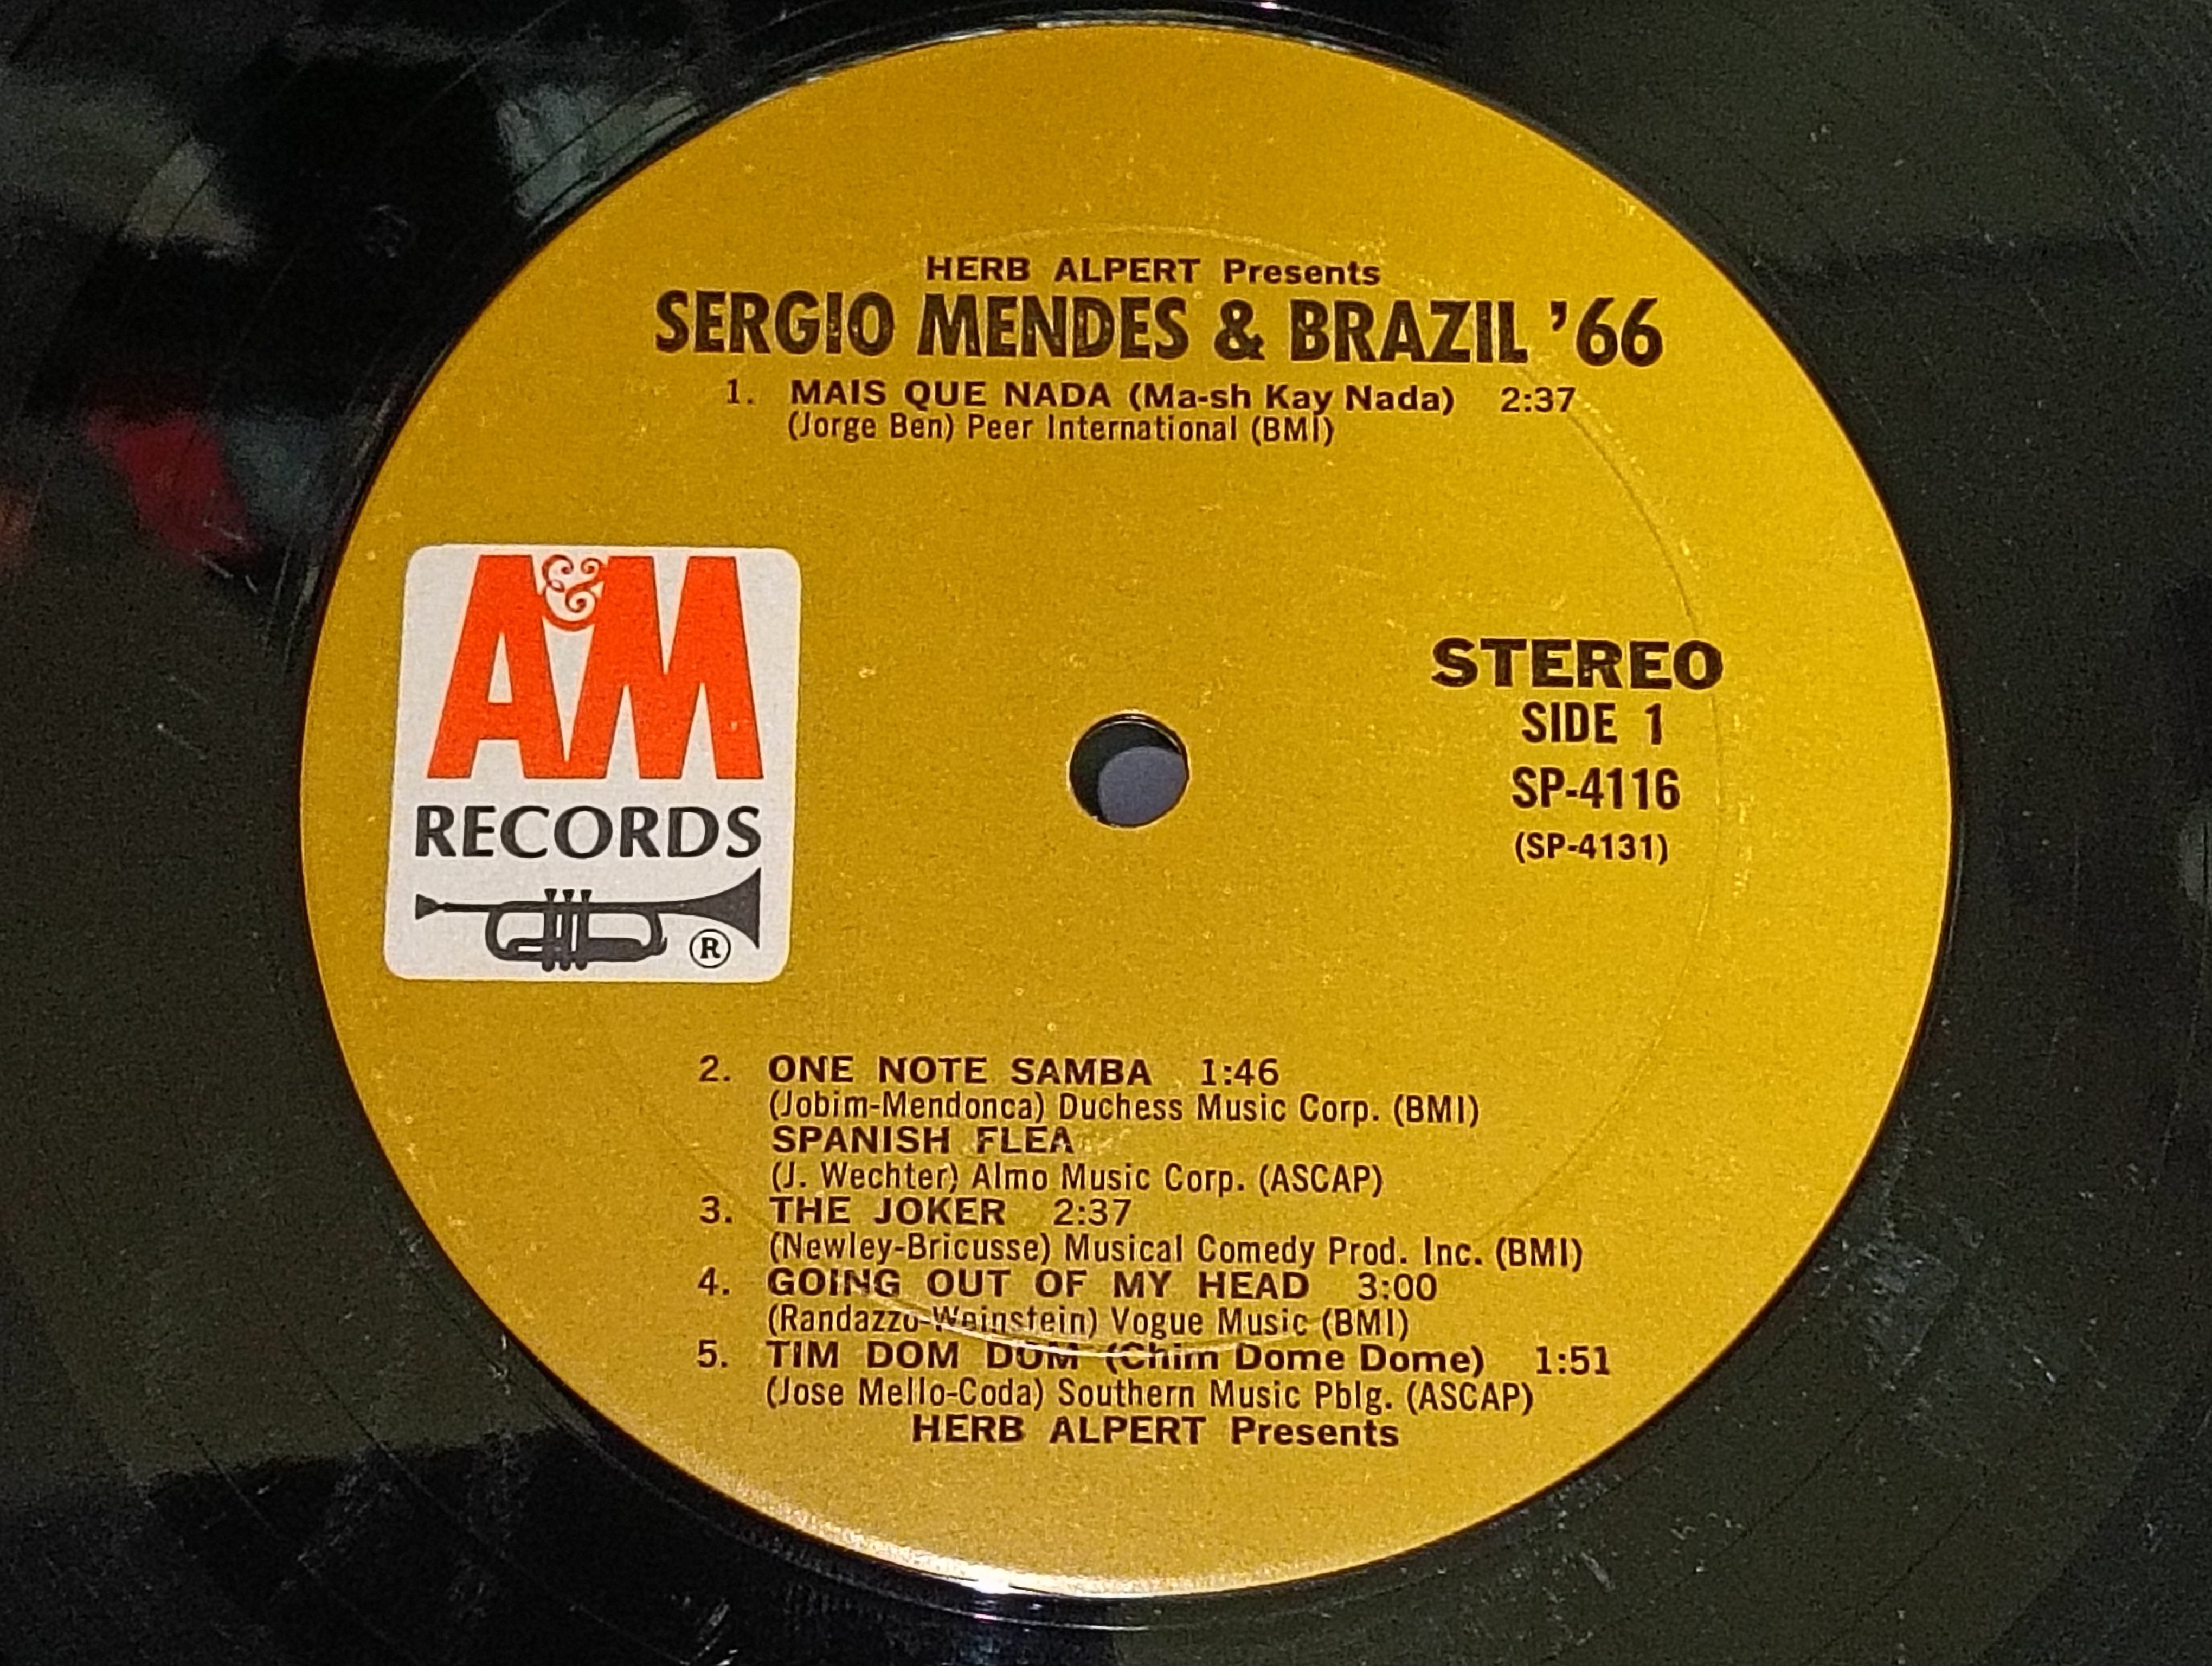 HERB ALPERT Presents
SERGIO MENDES & BRAZIL '66
1. MAIS QUE NADA (Ma-sh Kay Nada) 2:37
(Jorge Ben) Peer International (BMI)
A&M
RECORDS
®
STEREO
SIDE 1
SP-4116
(SP-4131)
2. ONE NOTE SAMBA 1:46
(Jobim-Mendonca) Duchess Music Corp. (BMI)
SPANISH FLEA
(J. Wechter) Almo Music Corp. (ASCAP)
3. THE JOKER 2:37
(Newley-Bricusse) Musical Comedy Prod. Inc. (BMI)
4. GOING OUT OF MY HEAD 3:00
(Randazzo-Weinstein) Vogue Music (BMI)
5. TIM DOM DOM (Chim Dome Dome) 1:51
(Jose Mello-Coda) Southern Music Pblg. (ASCAP)
HERB ALPERT Presents